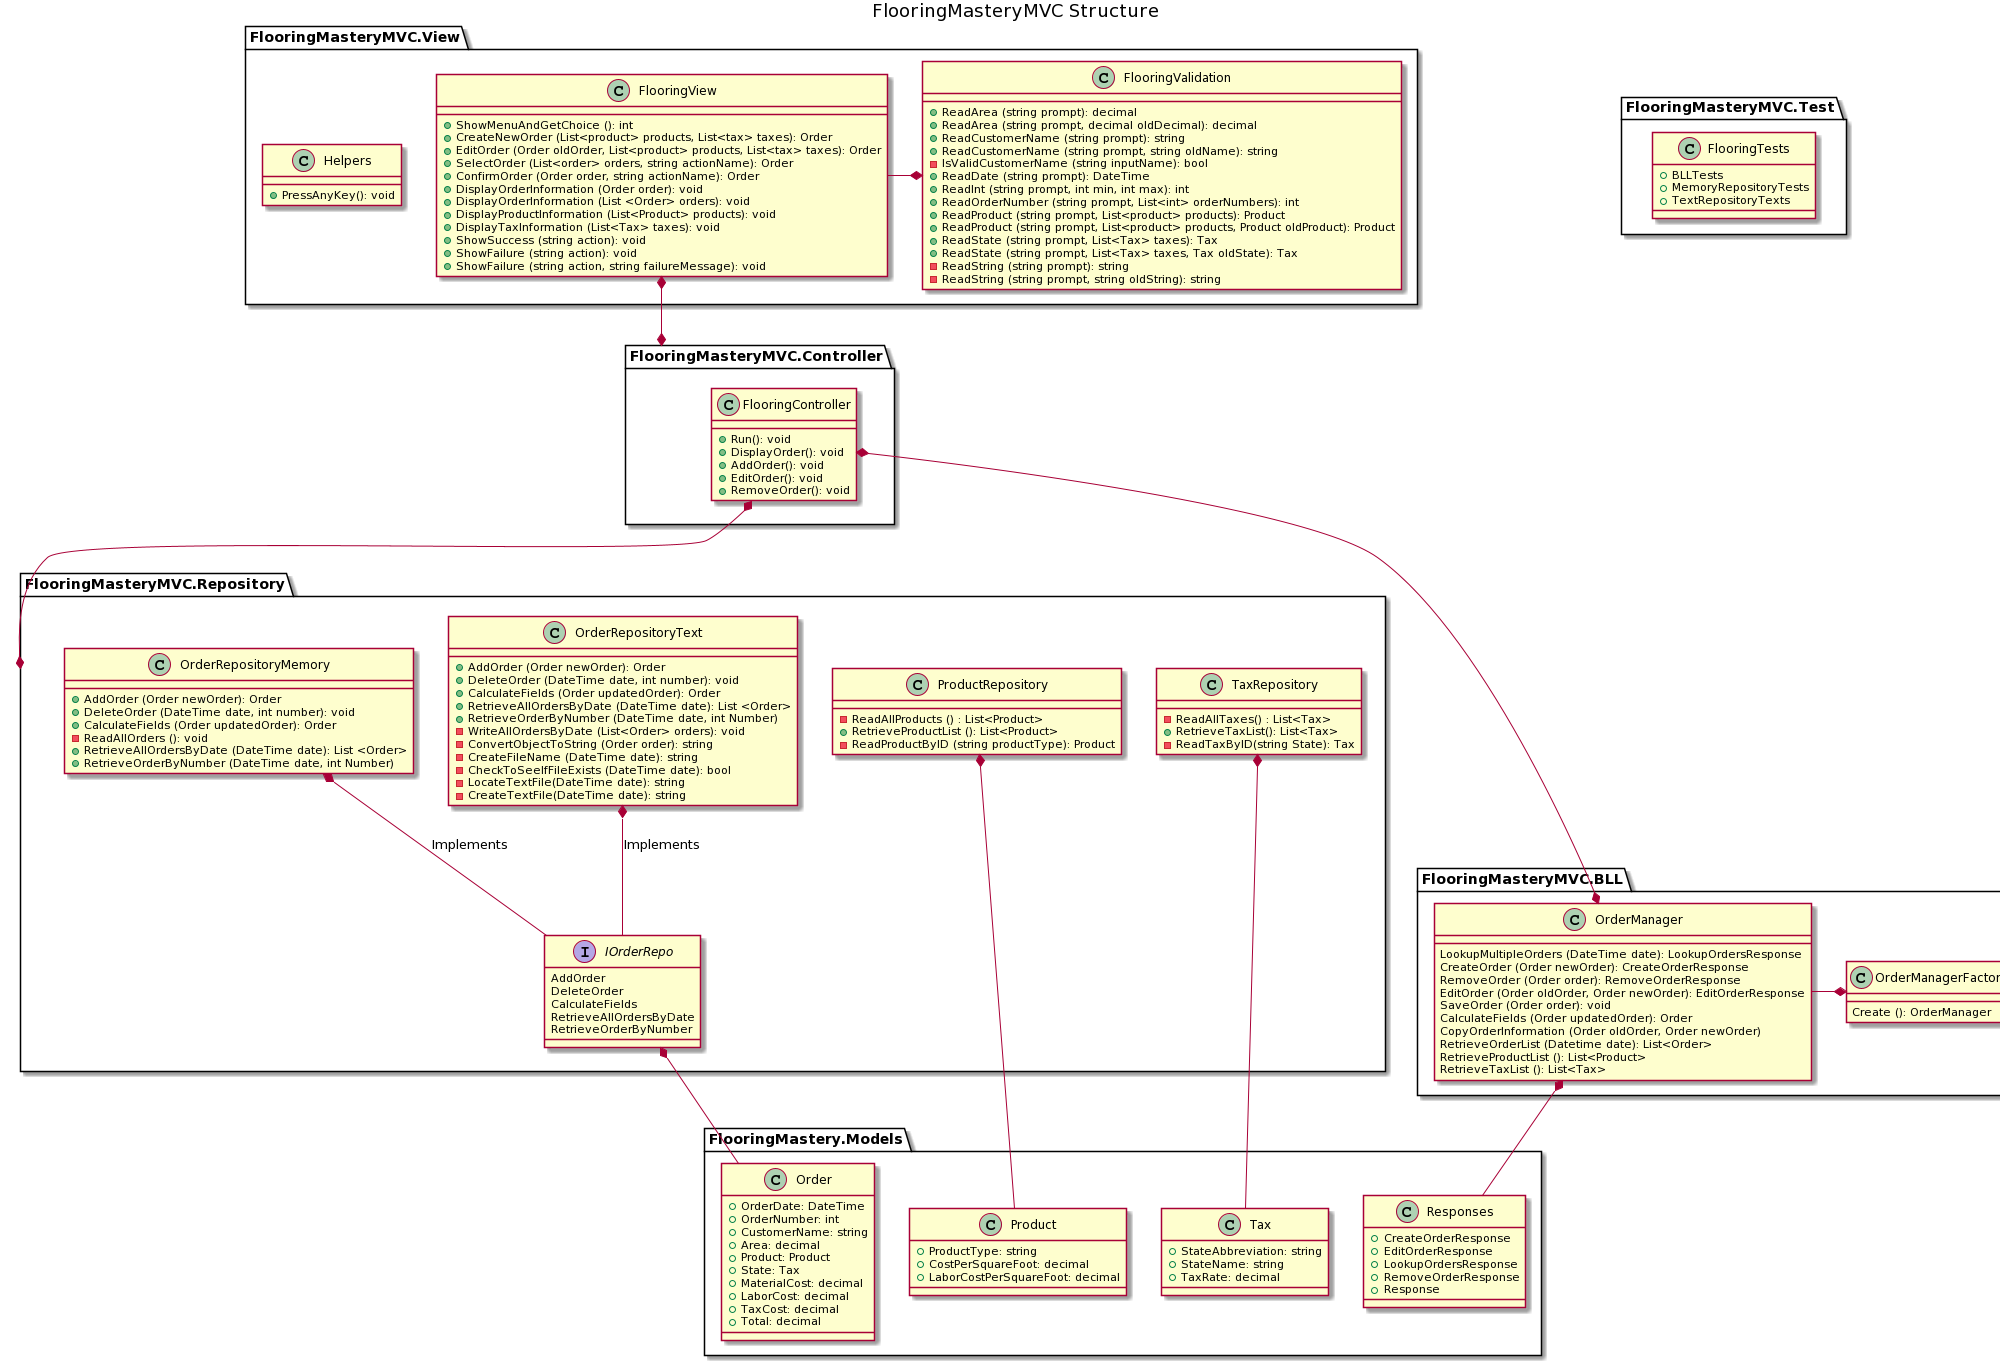 FlooringMasteryMVC Structure
FlooringMasteryMVC.View
C Helpers
PressAnyKey(): void
C FlooringView
ShowMenuAndGetChoice (): int
CreateNewOrder (List<product> products, List<tax> taxes): Order
EditOrder (Order oldOrder, List<product> products, List<tax> taxes): Order
SelectOrder (List<order> orders, string actionName): Order
ConfirmOrder (Order order, string actionName): Order
DisplayOrderInformation (Order order): void
DisplayOrderInformation (List <Order> orders): void
DisplayProductInformation (List<Product> products): void
DisplayTaxInformation (List<Tax> taxes): void
ShowSuccess (string action): void
ShowFailure (string action): void
ShowFailure (string action, string failureMessage): void
C FlooringValidation
ReadArea (string prompt): decimal
ReadArea (string prompt, decimal oldDecimal): decimal
ReadCustomerName (string prompt): string
ReadCustomerName (string prompt, string oldName): string
IsValidCustomerName (string inputName): bool
ReadDate (string prompt): DateTime
ReadInt (string prompt, int min, int max): int
ReadOrderNumber (string prompt, List<int> orderNumbers): int
ReadProduct (string prompt, List<product> products): Product
ReadProduct (string prompt, List<product> products, Product oldProduct): Product
ReadState (string prompt, List<Tax> taxes): Tax
ReadState (string prompt, List<Tax> taxes, Tax oldState): Tax
ReadString (string prompt): string
ReadString (string prompt, string oldString): string
FlooringMasteryMVC.Test
C FlooringTests
BLLTests
MemoryRepositoryTests
TextRepositoryTexts
FlooringMasteryMVC.Controller
C FlooringController
Run(): void
DisplayOrder(): void
AddOrder(): void
EditOrder(): void
RemoveOrder(): void
FlooringMasteryMVC.Repository
C OrderRepositoryMemory
AddOrder (Order newOrder): Order
DeleteOrder (DateTime date, int number): void
CalculateFields (Order updatedOrder): Order
ReadAllOrders (): void
RetrieveAllOrdersByDate (DateTime date): List <Order>
RetrieveOrderByNumber (DateTime date, int Number)
C OrderRepositoryText
AddOrder (Order newOrder): Order
DeleteOrder (DateTime date, int number): void
CalculateFields (Order updatedOrder): Order
RetrieveAllOrdersByDate (DateTime date): List <Order>
RetrieveOrderByNumber (DateTime date, int Number)
WriteAllOrdersByDate (List<Order> orders): void
ConvertObjectToString (Order order): string
CreateFileName (DateTime date): string
CheckToSeeIfFileExists (DateTime date): bool
LocateTextFile(DateTime date): string
CreateTextFile(DateTime date): string
C ProductRepository
ReadAllProducts () : List<Product>
RetrieveProductList (): List<Product>
ReadProductByID (string productType): Product
C TaxRepository
ReadAllTaxes() : List<Tax>
RetrieveTaxList(): List<Tax>
ReadTaxByID(string State): Tax
Implements
Implements
I IOrderRepo
AddOrder
DeleteOrder
CalculateFields
RetrieveAllOrdersByDate
RetrieveOrderByNumber
FlooringMasteryMVC.BLL
C OrderManager
LookupMultipleOrders (DateTime date): LookupOrdersResponse
CreateOrder (Order newOrder): CreateOrderResponse
RemoveOrder (Order order): RemoveOrderResponse
EditOrder (Order oldOrder, Order newOrder): EditOrderResponse
SaveOrder (Order order): void
CalculateFields (Order updatedOrder): Order
CopyOrderInformation (Order oldOrder, Order newOrder)
RetrieveOrderList (Datetime date): List<Order>
RetrieveProductList (): List<Product>
RetrieveTaxList (): List<Tax>
C OrderManagerFactor
Create (): OrderManager
FlooringMastery.Models
C Order
OrderDate: DateTime
OrderNumber: int
CustomerName: string
Area: decimal
Product: Product
State: Tax
MaterialCost: decimal
LaborCost: decimal
TaxCost: decimal
Total: decimal
C Product
ProductType: string
CostPerSquareFoot: decimal
LaborCostPerSquareFoot: decimal
C Tax
StateAbbreviation: string
StateName: string
TaxRate: decimal
C Responses
CreateOrderResponse
EditOrderResponse
LookupOrdersResponse
RemoveOrderResponse
Response